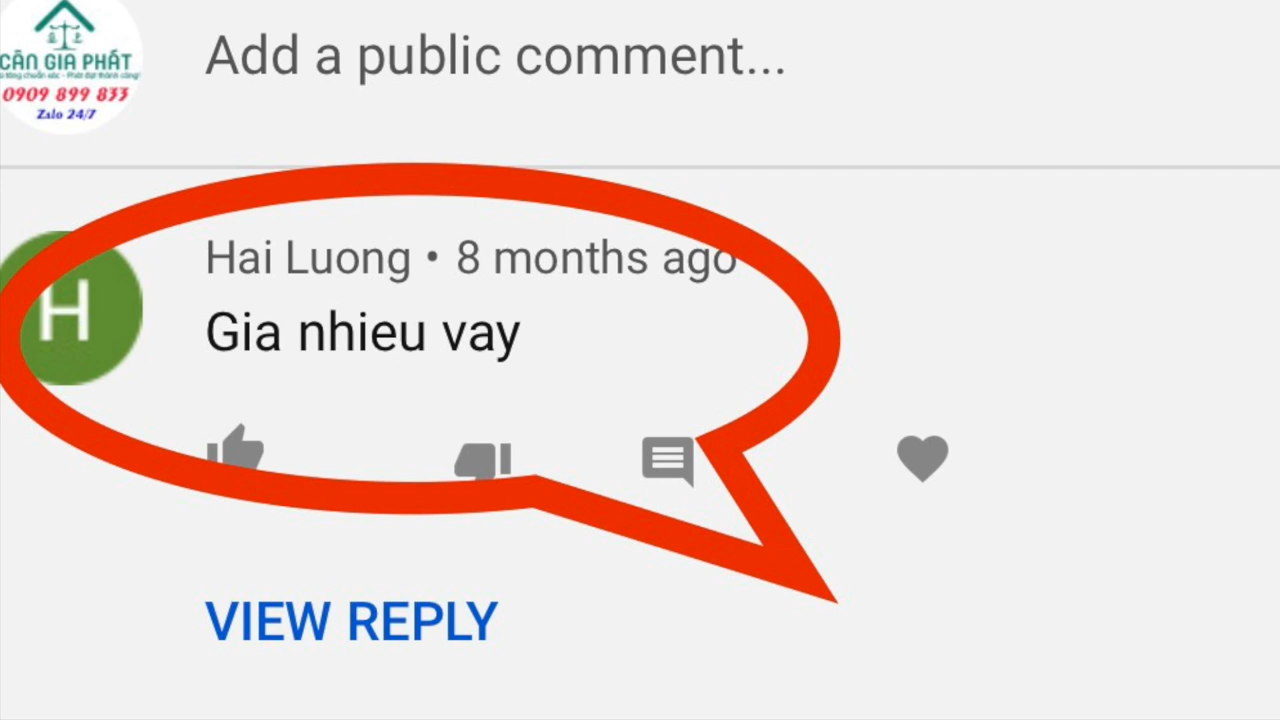 CÂN GIA PHÁT
0909 899 833
Zalo 24/7
Add a public comment...
Hai Luong • 8 months ago
H
Gia nhieu vay
VIEW REPLY